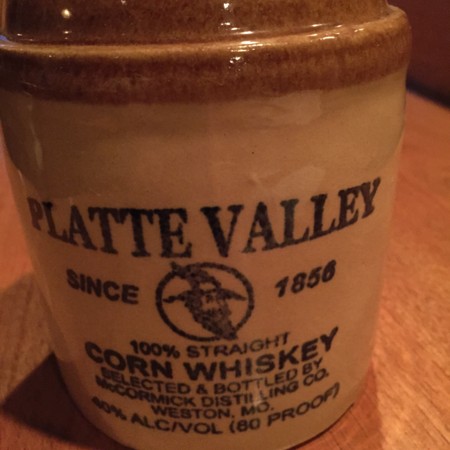 PLATTE VALLEY
SINCE 1856
100% STRAIGHT
CORN WHISKEY
SELECTED & BOTTLED BY
McCORMICK DISTILLING CO.
WESTON, MO.
40% ALC/VOL (80 PROOF)